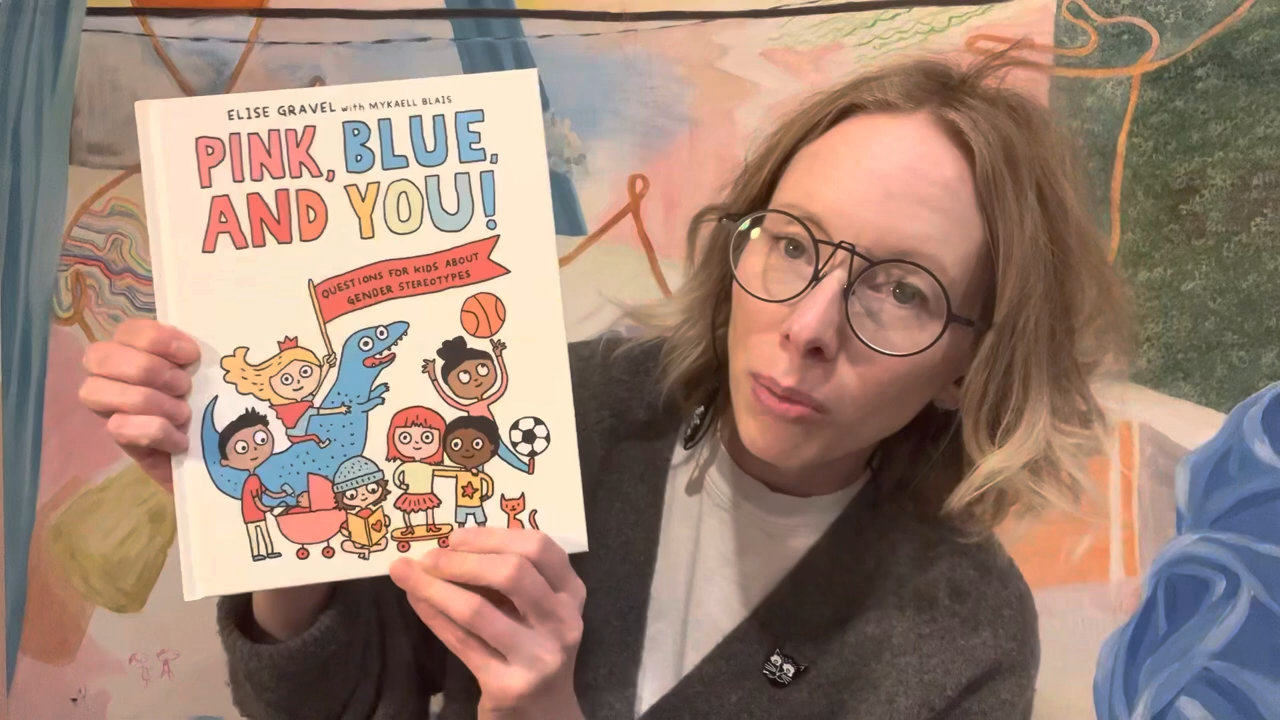 ELISE GRAVEL with MYKAELL BLAIS
PINK, BLUE,
AND YOU!
QUESTIONS FOR KIDS ABOUT
GENDER STEREOTYPES